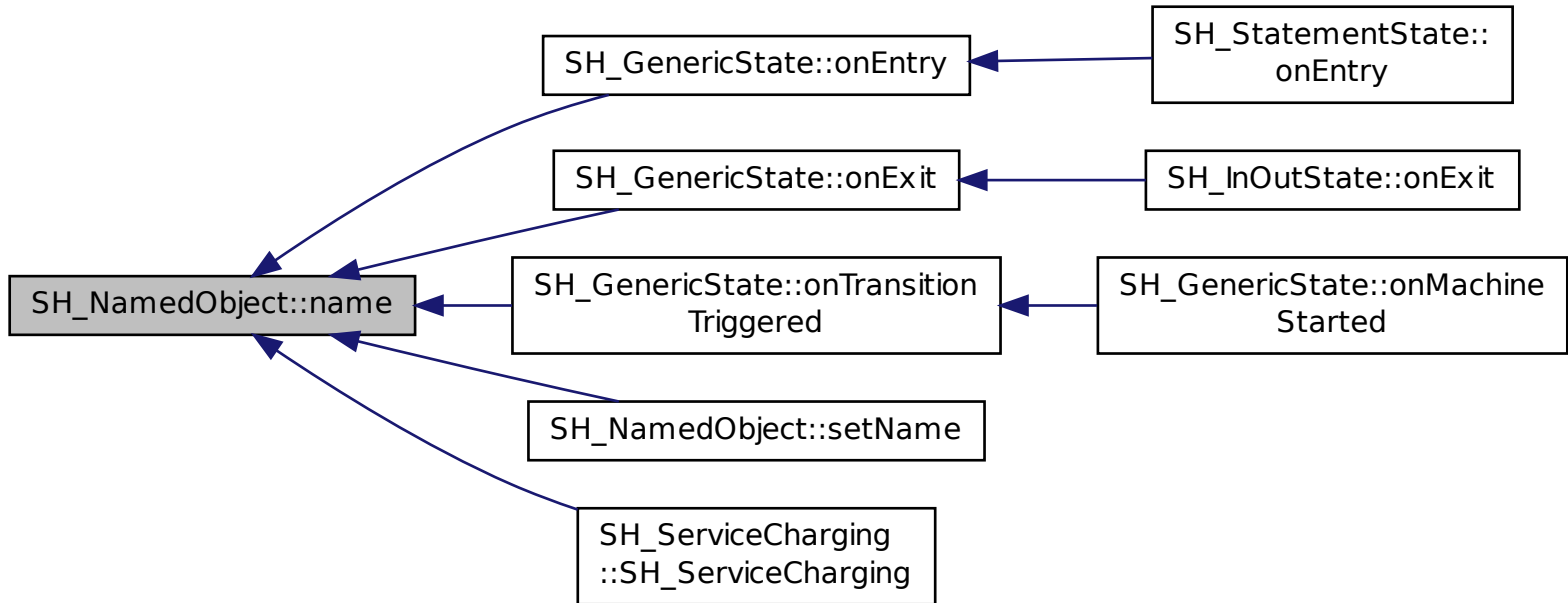 SH_NamedObject::name
SH_GenericState::onEntry
SH_StatementState::
onEntry
SH_GenericState::onExit
SH_InOutState::onExit
SH_GenericState::onTransition
Triggered
SH_GenericState::onMachine
Started
SH_NamedObject::setName
SH_ServiceCharging
::SH_ServiceCharging